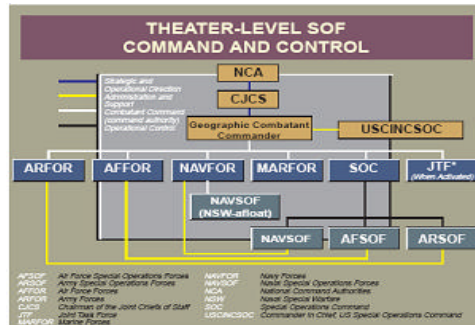 THEATER-LEVEL SOF
COMMAND AND CONTROL
Strategic and
Operational Direction
Administration and
Support
Combatant Command
(command authority)
Operational Control
NCA
CJCS
Geographic Combatant
Commander
USCINCSOC
ARFOR
AFFOR
NAVFOR
MARFOR
SOC
JTF*
(When Activated)
NAVSOF
(NSW-afloat)
NAVSOF
AFSOF
ARSOF
AFSOF Air Force Special Operations Forces
ARSOF Army Special Operations Forces
AFFOR Air Force Forces
ARFOR Army Forces
CJCS Chairman of the Joint Chiefs of Staff
JTF Joint Task Force
MARFOR Marine Forces
NAVFOR Navy Forces
NAVSOF Naval Special Operations Forces
NCA National Command Authorities
NSW Naval Special Warfare
SOC Special Operations Command
USCINCSOC Commander in Chief, US Special Operations Command